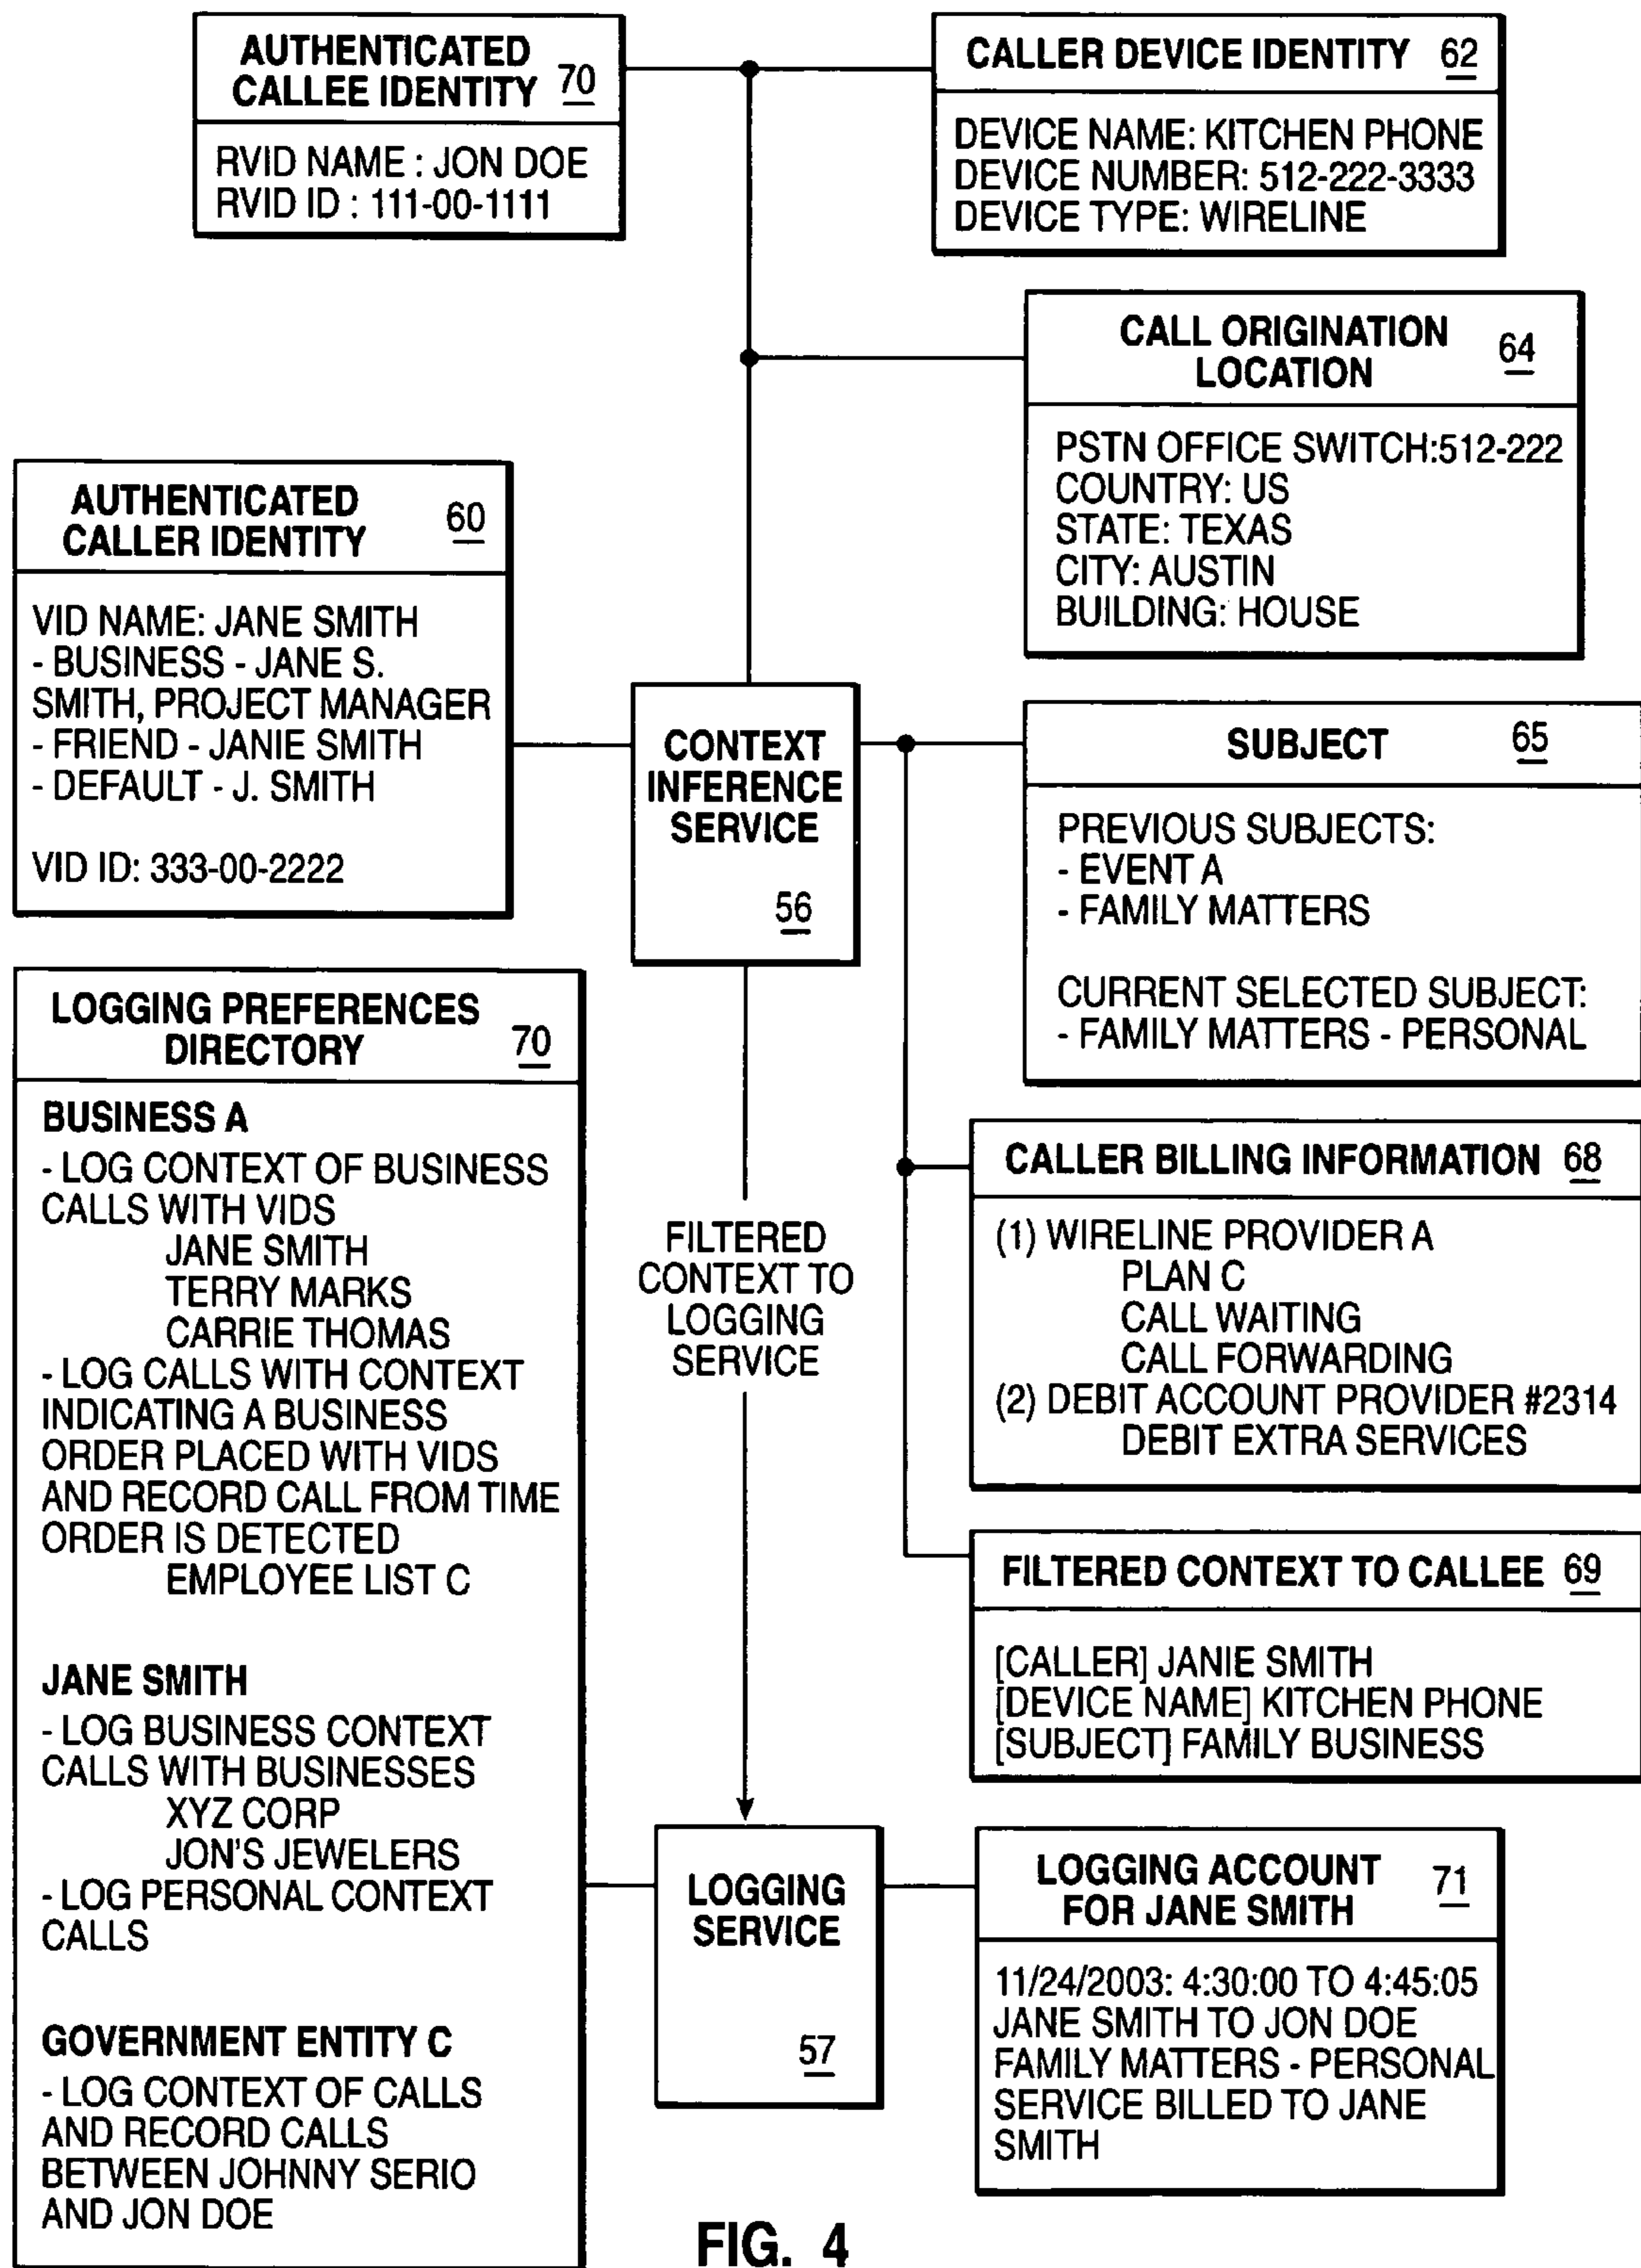 AUTHENTICATED
CALLEE IDENTITY 70
RVID NAME : JON DOE
RVID ID : 111-00-1111
CALLER DEVICE IDENTITY 62
DEVICE NAME: KITCHEN PHONE
DEVICE NUMBER: 512-222-3333
DEVICE TYPE: WIRELINE
CALL ORIGINATION
LOCATION 64
PSTN OFFICE SWITCH:512-222
COUNTRY: US
STATE: TEXAS
CITY: AUSTIN
BUILDING: HOUSE
AUTHENTICATED
CALLER IDENTITY 60
VID NAME: JANE SMITH
- BUSINESS - JANE S.
SMITH, PROJECT MANAGER
- FRIEND - JANIE SMITH
- DEFAULT - J. SMITH
VID ID: 333-00-2222
CONTEXT
INFERENCE
SERVICE
56
SUBJECT 65
PREVIOUS SUBJECTS:
- EVENT A
- FAMILY MATTERS
CURRENT SELECTED SUBJECT:
- FAMILY MATTERS - PERSONAL
LOGGING PREFERENCES
DIRECTORY 70
BUSINESS A
- LOG CONTEXT OF BUSINESS
CALLS WITH VIDS
JANE SMITH
TERRY MARKS
CARRIE THOMAS
- LOG CALLS WITH CONTEXT
INDICATING A BUSINESS
ORDER PLACED WITH VIDS
AND RECORD CALL FROM TIME
ORDER IS DETECTED
EMPLOYEE LIST C
JANE SMITH
- LOG BUSINESS CONTEXT
CALLS WITH BUSINESSES
XYZ CORP
JON'S JEWELERS
- LOG PERSONAL CONTEXT
CALLS
GOVERNMENT ENTITY C
- LOG CONTEXT OF CALLS
AND RECORD CALLS
BETWEEN JOHNNY SERIO
AND JON DOE
FILTERED
CONTEXT TO
LOGGING
SERVICE
CALLER BILLING INFORMATION 68
(1) WIRELINE PROVIDER A
PLAN C
CALL WAITING
CALL FORWARDING
(2) DEBIT ACCOUNT PROVIDER #2314
DEBIT EXTRA SERVICES
FILTERED CONTEXT TO CALLEE 69
[CALLER] JANIE SMITH
[DEVICE NAME] KITCHEN PHONE
[SUBJECT] FAMILY BUSINESS
LOGGING
SERVICE
57
LOGGING ACCOUNT
FOR JANE SMITH 71
11/24/2003: 4:30:00 TO 4:45:05
JANE SMITH TO JON DOE
FAMILY MATTERS - PERSONAL
SERVICE BILLED TO JANE
SMITH
FIG. 4